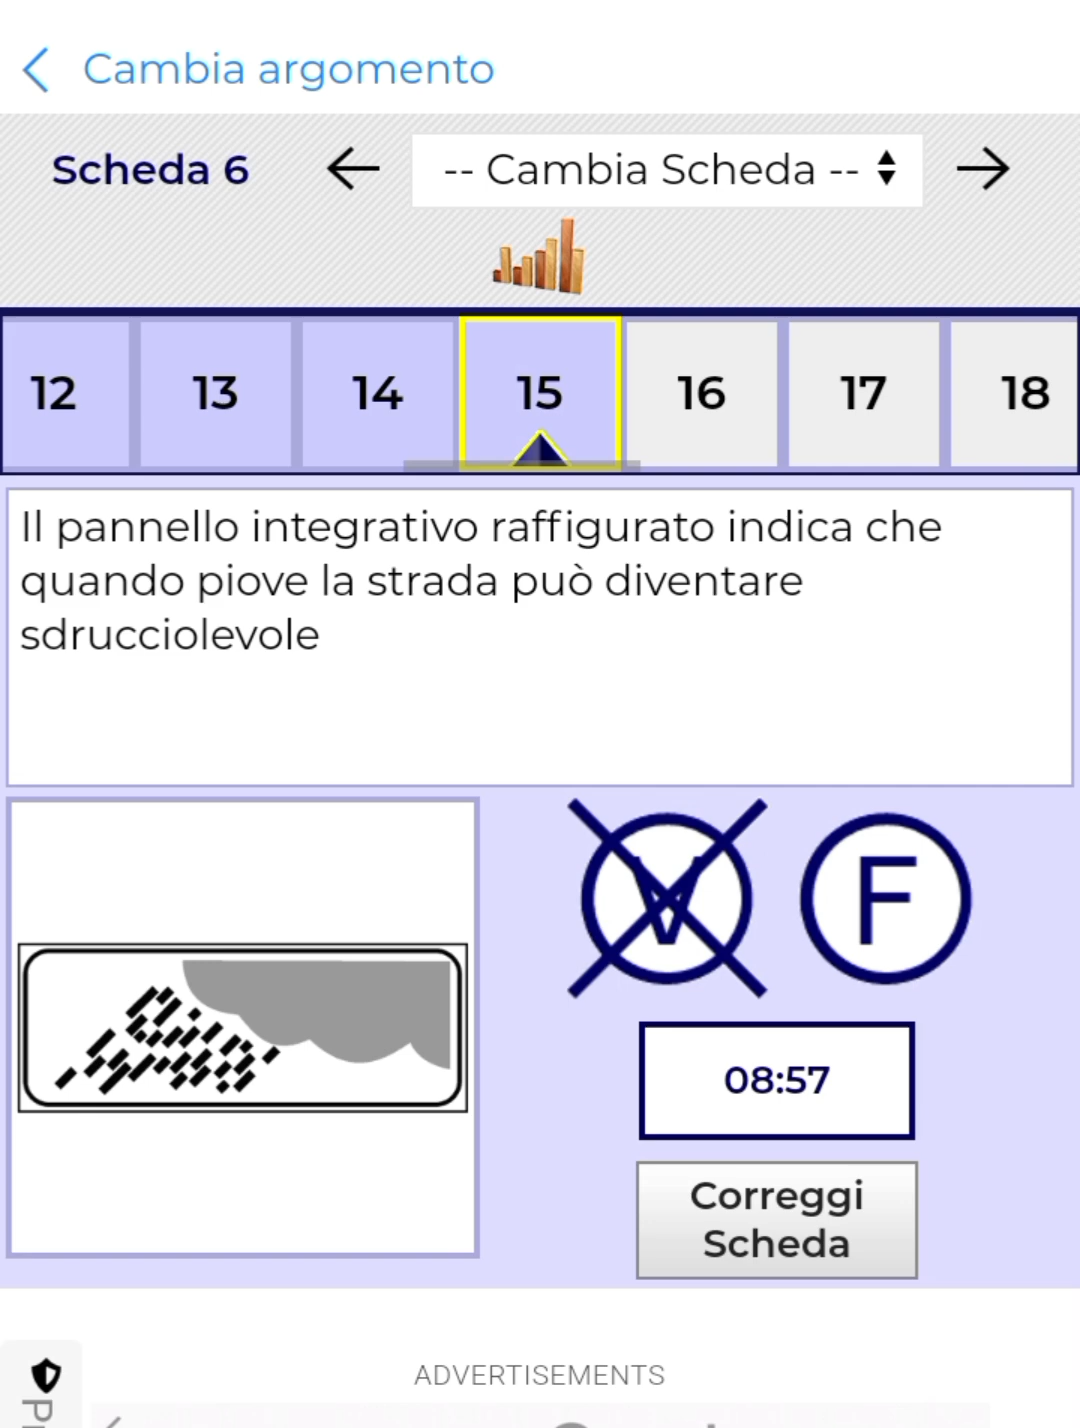 Cambia argomento
Scheda 6
-- Cambia Scheda --
12 13 14 15 16 17 18
Il pannello integrativo raffigurato indica che
quando piove la strada può diventare
sdrucciolevole
V F
08:57
Correggi
Scheda
ADVERTISEMENTS